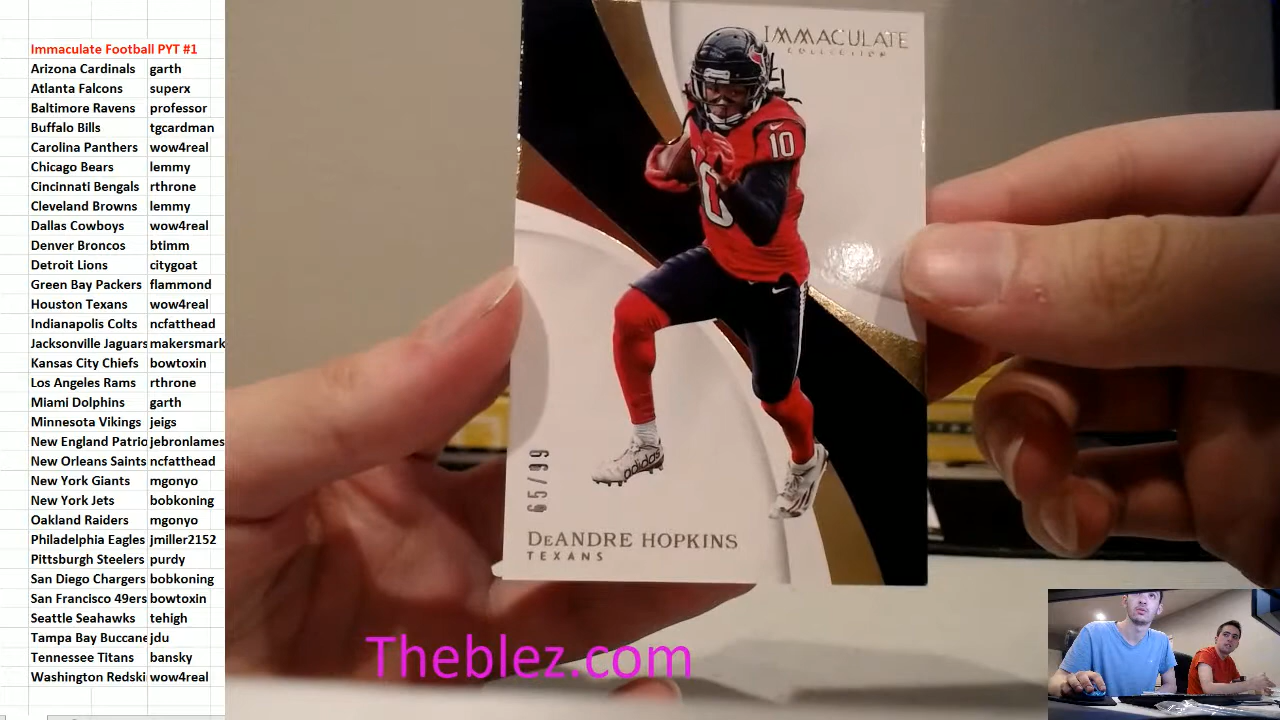 Immaculate Football PYT #1
Arizona Cardinals garth
Atlanta Falcons superx
Baltimore Ravens professor
Buffalo Bills tgcardman
Carolina Panthers wow4real
Chicago Bears lemmy
Cincinnati Bengals rthrone
Cleveland Browns lemmy
Dallas Cowboys wow4real
Denver Broncos btimm
Detroit Lions citygoat
Green Bay Packers flammond
Houston Texans wow4real
Indianapolis Colts ncfatthead
Jacksonville Jaguars makersmark
Kansas City Chiefs bowtoxin
Los Angeles Rams rthrone
Miami Dolphins garth
Minnesota Vikings jeigs
New England Patrio jebronlames
New Orleans Saints ncfatthead
New York Giants mgonyo
New York Jets bobkoning
Oakland Raiders mgonyo
Philadelphia Eagles jmiller2152
Pittsburgh Steelers purdy
San Diego Chargers bobkoning
San Francisco 49ers bowtoxin
Seattle Seahawks tehigh
Tampa Bay Buccane jdu
Tennessee Titans bansky
Washington Redski wow4real
IMMACULATE
COLLECTION
10
10
adidas
65/99
DEANDRE HOPKINS
TEXANS
Theblez.com